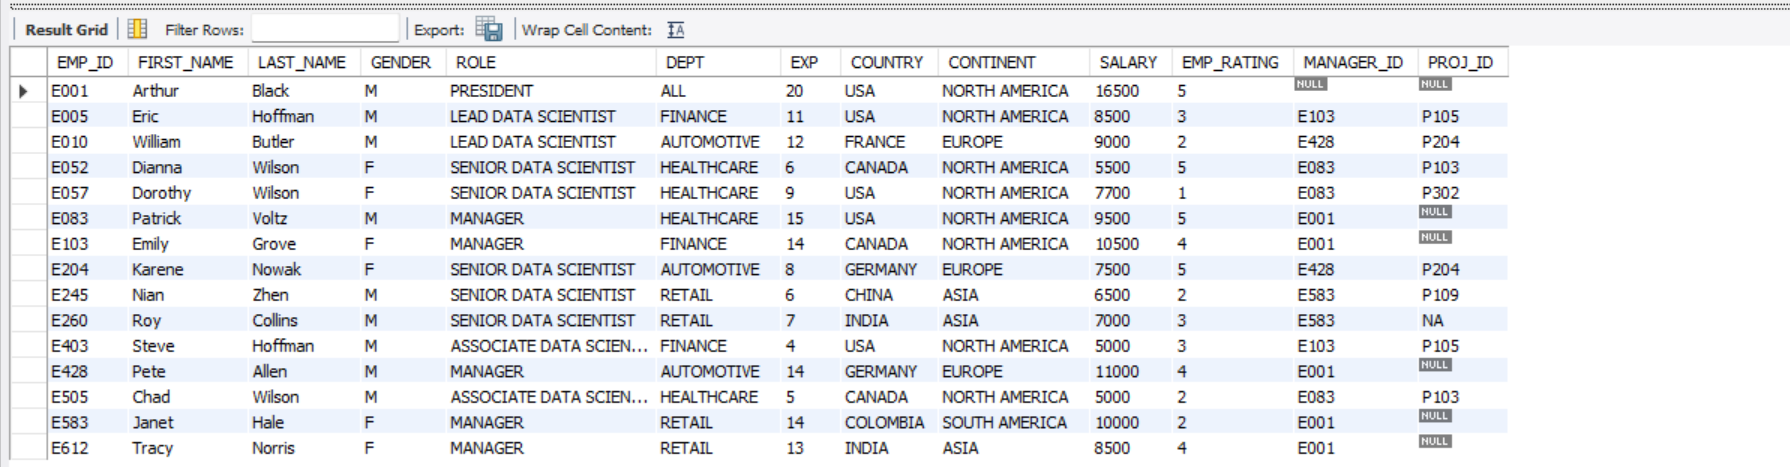 Result Grid Filter Rows: Export: Wrap Cell Content: IA
EMP_ID FIRST_NAME LAST_NAME GENDER ROLE DEPT EXP COUNTRY CONTINENT SALARY EMP_RATING MANAGER_ID PROJ_ID
E001 Arthur Black M PRESIDENT ALL 20 USA NORTH AMERICA 16500 5 NULL NULL
E005 Eric Hoffman M LEAD DATA SCIENTIST FINANCE 11 USA NORTH AMERICA 8500 3 E103 P105
E010 William Butler M LEAD DATA SCIENTIST AUTOMOTIVE 12 FRANCE EUROPE 9000 2 E428 P204
E052 Dianna Wilson F SENIOR DATA SCIENTIST HEALTHCARE 6 CANADA NORTH AMERICA 5500 5 E083 P103
E057 Dorothy Wilson F SENIOR DATA SCIENTIST HEALTHCARE 9 USA NORTH AMERICA 7700 1 E083 P302
E083 Patrick Voltz M MANAGER HEALTHCARE 15 USA NORTH AMERICA 9500 5 E001 NULL
E103 Emily Grove F MANAGER FINANCE 14 CANADA NORTH AMERICA 10500 4 E001 NULL
E204 Karene Nowak F SENIOR DATA SCIENTIST AUTOMOTIVE 8 GERMANY EUROPE 7500 5 E428 P204
E245 Nian Zhen M SENIOR DATA SCIENTIST RETAIL 6 CHINA ASIA 6500 2 E583 P109
E260 Roy Collins M SENIOR DATA SCIENTIST RETAIL 7 INDIA ASIA 7000 3 E583 NA
E403 Steve Hoffman M ASSOCIATE DATA SCIEN... FINANCE 4 USA NORTH AMERICA 5000 3 E103 P105
E428 Pete Allen M MANAGER AUTOMOTIVE 14 GERMANY EUROPE 11000 4 E001 NULL
E505 Chad Wilson M ASSOCIATE DATA SCIEN... HEALTHCARE 5 CANADA NORTH AMERICA 5000 2 E083 P103
E583 Janet Hale F MANAGER RETAIL 14 COLOMBIA SOUTH AMERICA 10000 2 E001 NULL
E612 Tracy Norris F MANAGER RETAIL 13 INDIA ASIA 8500 4 E001 NULL